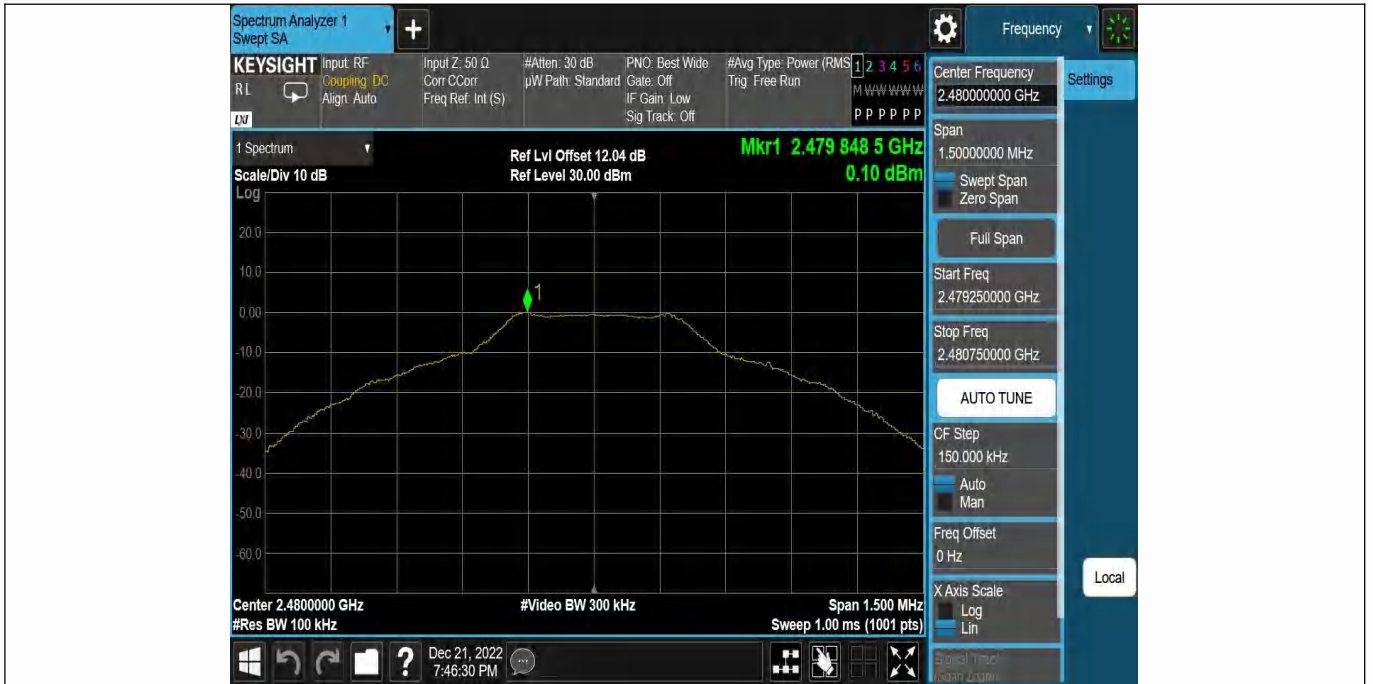 Spectrum Analyzer 1
Swept SA
+
Frequency
KEYSIGHT
RL
LXI
Input: RF
Coupling: DC
Align: Auto
Input Z: 50 Ω
Corr CCorr
Freq Ref: Int (S)
#Atten: 30 dB
µW Path: Standard
PNO: Best Wide
Gate: Off
IF Gain: Low
Sig Track: Off
#Avg Type: Power (RMS
Trig: Free Run
1 2 3 4 5 6
M W W W W W
P P P P P P
Center Frequency
2.480000000 GHz
Settings
Span
1.50000000 MHz
Swept Span
Zero Span
Full Span
Start Freq
2.479250000 GHz
Stop Freq
2.480750000 GHz
AUTO TUNE
CF Step
150.000 kHz
Auto
Man
Freq Offset
0 Hz
X Axis Scale
Log
Lin
Signal Track
(Span Zoom)
Local
1 Spectrum
Scale/Div 10 dB
Log
Ref Lvl Offset 12.04 dB
Ref Level 30.00 dBm
Mkr1 2.479 848 5 GHz
0.10 dBm
20.0
10.0
1
0.00
-10.0
-20.0
-30.0
-40.0
-50.0
-60.0
Center 2.4800000 GHz
#Res BW 100 kHz
#Video BW 300 kHz
Span 1.500 MHz
Sweep 1.00 ms (1001 pts)
?
Dec 21, 2022
7:46:30 PM